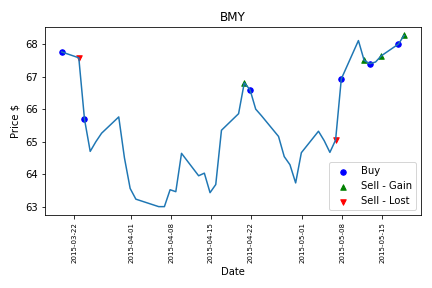 BMY
Price $
68
67
66
65
64
63
Buy
Sell - Gain
Sell - Lost
2015-03-22
2015-04-01
2015-04-08
2015-04-15
2015-04-22
2015-05-01
2015-05-08
2015-05-15
Date